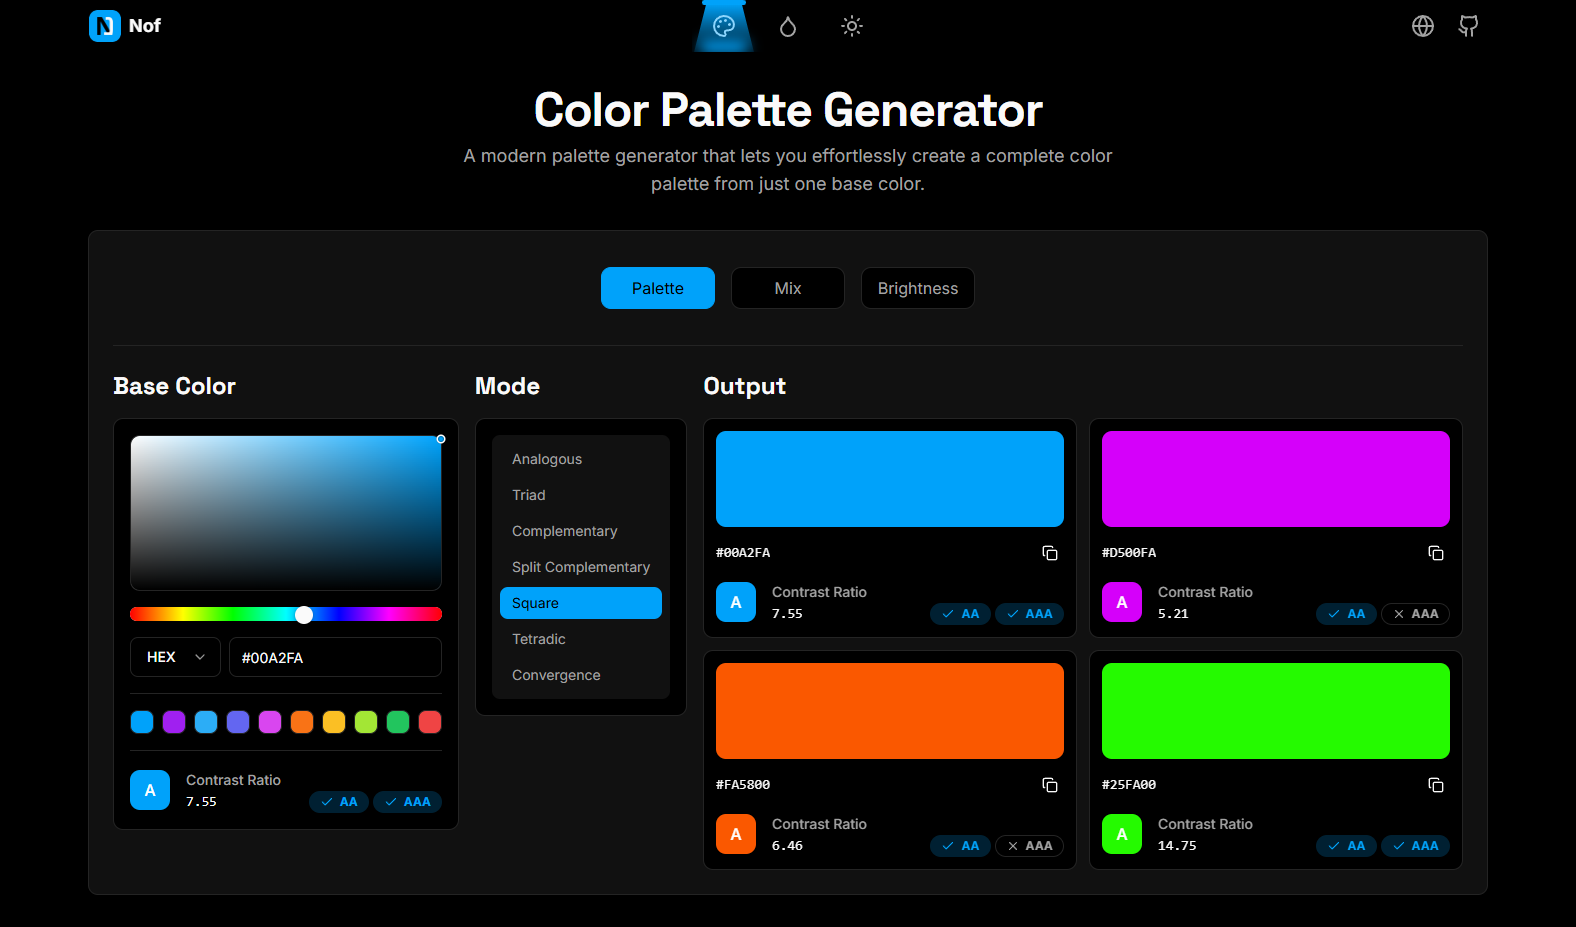 Nof
Color Palette Generator
A modern palette generator that lets you effortlessly create a complete color
palette from just one base color.
Palette
Mix
Brightness
Base Color
HEX
#00A2FA
A
Contrast Ratio
7.55
AA
AAA
Mode
Analogous
Triad
Complementary
Split Complementary
Square
Tetradic
Convergence
Output
#00A2FA
A
Contrast Ratio
7.55
AA
AAA
#D500FA
A
Contrast Ratio
5.21
AA
AAA
#FA5800
A
Contrast Ratio
6.46
AA
AAA
#25FA00
A
Contrast Ratio
14.75
AA
AAA